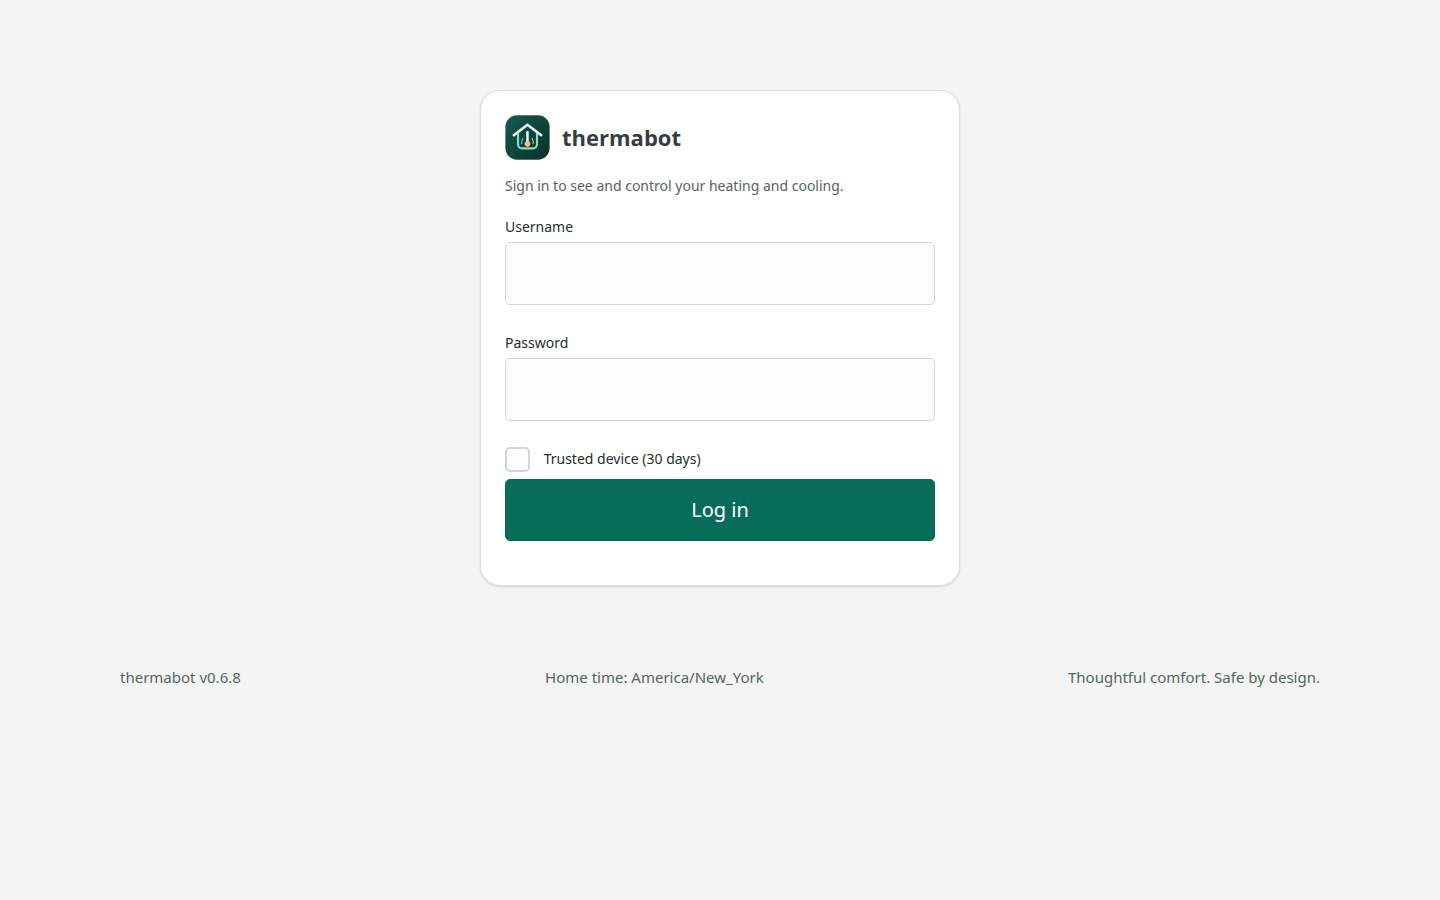 thermabot
Sign in to see and control your heating and cooling.
Username
Password
Trusted device (30 days)
Log in
thermabot v0.6.8
Home time: America/New_York
Thoughtful comfort. Safe by design.